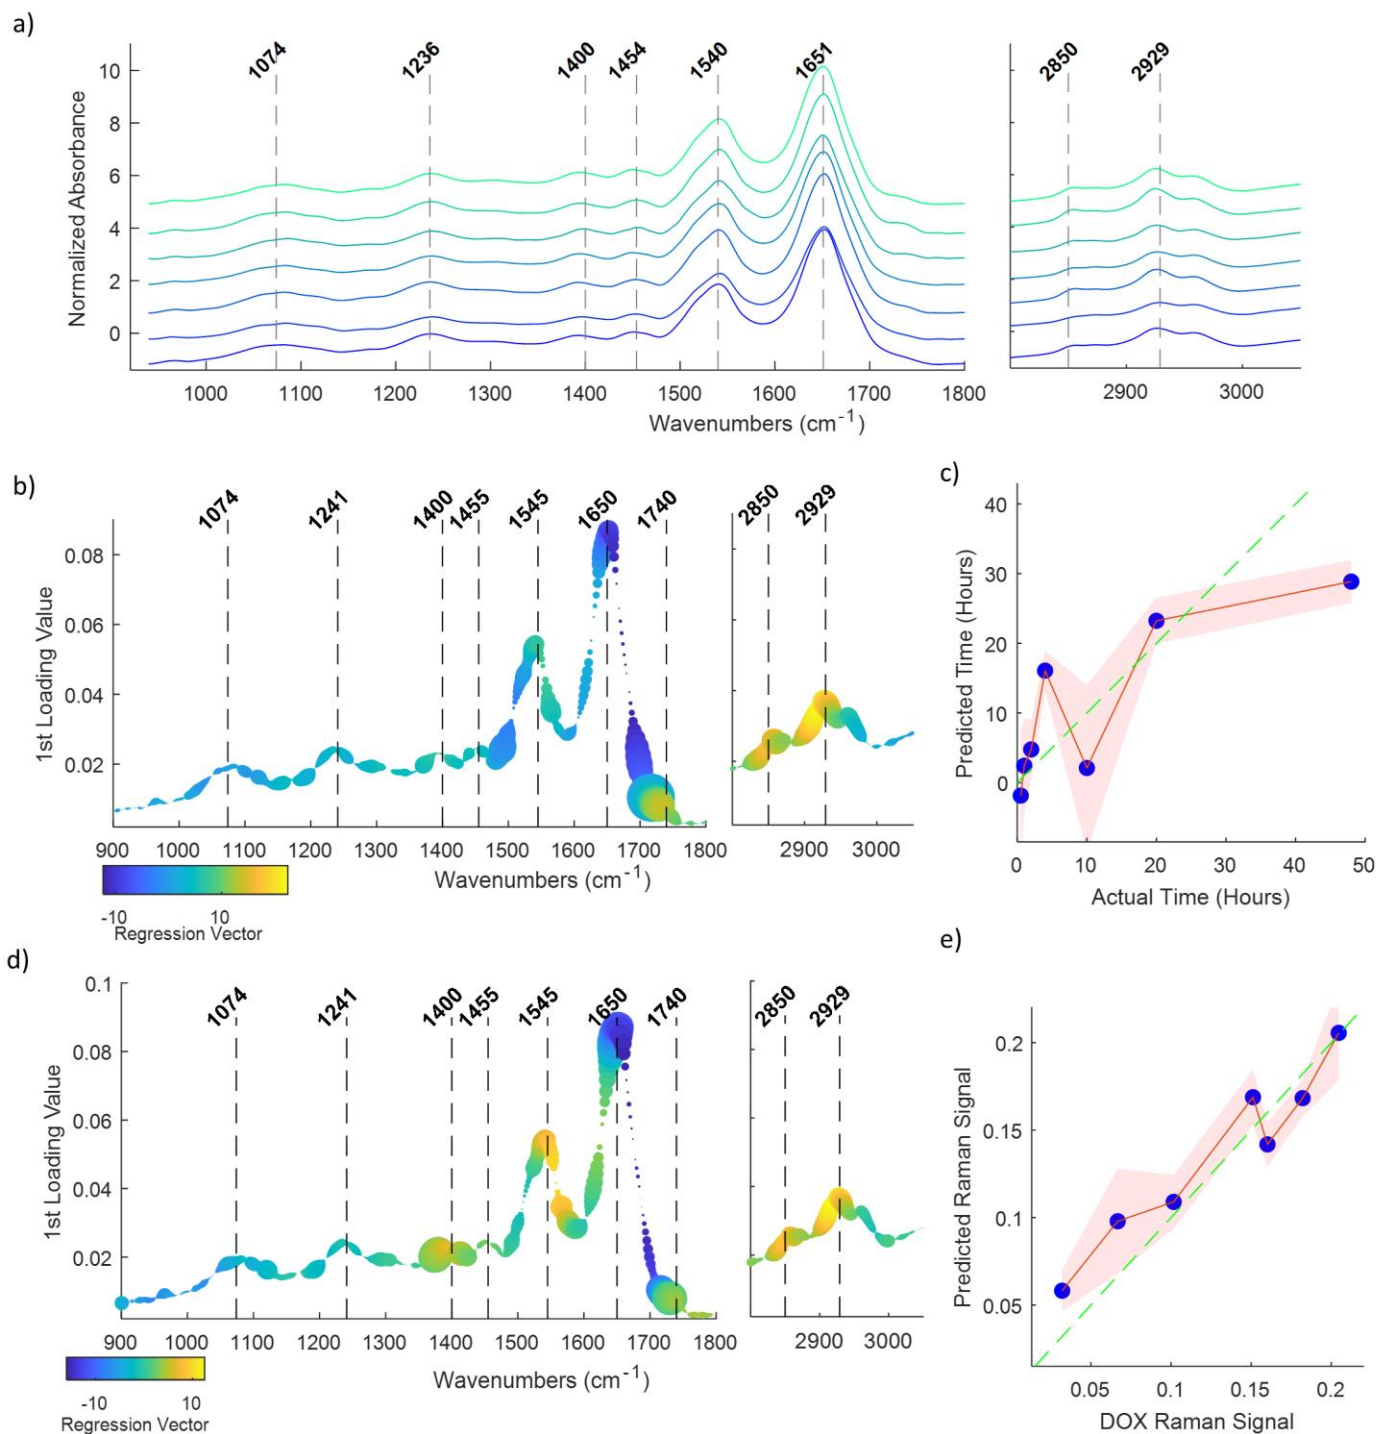 a)
1074
1236
1400
1454
1540
1651
2850
2929
10
8
6
4
2
0
Normalized Absorbance
1000 1100 1200 1300 1400 1500 1600 1700 1800
2900 3000
Wavenumbers (cm-1)
b)
1074
1241
1400
1455
1545
1650
1740
2850
2929
0.08
0.06
0.04
0.02
1st Loading Value
900 1000 1100 1200 1300 1400 1500 1600 1700 1800
2900 3000
Wavenumbers (cm-1)
-10 10
Regression Vector
c)
40
30
20
10
0
Predicted Time (Hours)
0 10 20 30 40 50
Actual Time (Hours)
d)
1074
1241
1400
1455
1545
1650
1740
2850
2929
0.1
0.08
0.06
0.04
0.02
1st Loading Value
900 1000 1100 1200 1300 1400 1500 1600 1700 1800
2900 3000
Wavenumbers (cm-1)
-10 10
Regression Vector
e)
0.2
0.15
0.1
0.05
Predicted Raman Signal
0.05 0.1 0.15 0.2
DOX Raman Signal